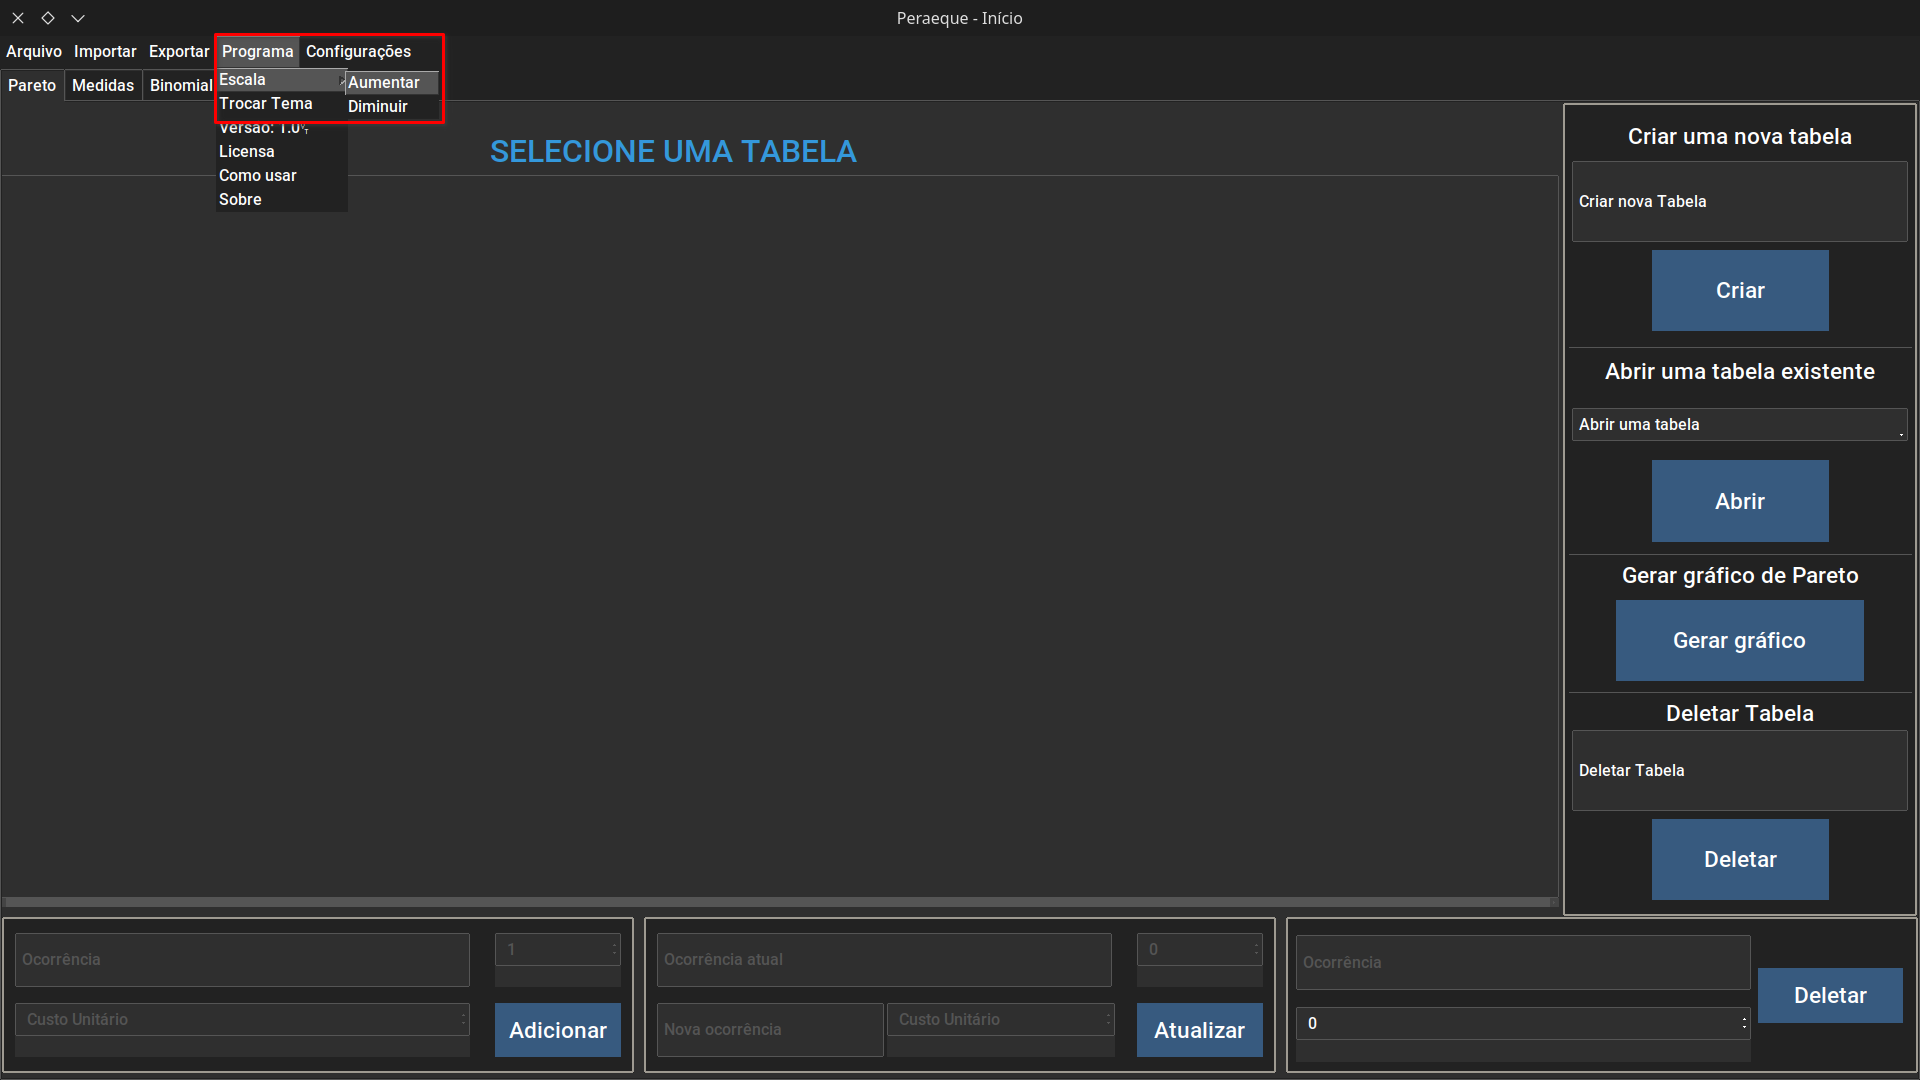 Peraeque - Início
Arquivo Importar Exportar Programa Configurações
Pareto Medidas Binomial
Escala
Aumentar
Trocar Tema
Diminuir
Versão: 1.0
Licensa
Como usar
Sobre
SELECIONE UMA TABELA
Criar uma nova tabela
Criar nova Tabela
Criar
Abrir uma tabela existente
Abrir uma tabela
Abrir
Gerar gráfico de Pareto
Gerar gráfico
Deletar Tabela
Deletar Tabela
Deletar
Ocorrência
1
Custo Unitário
Adicionar
Ocorrência atual
0
Nova ocorrência
Custo Unitário
Atualizar
Ocorrência
0
Deletar